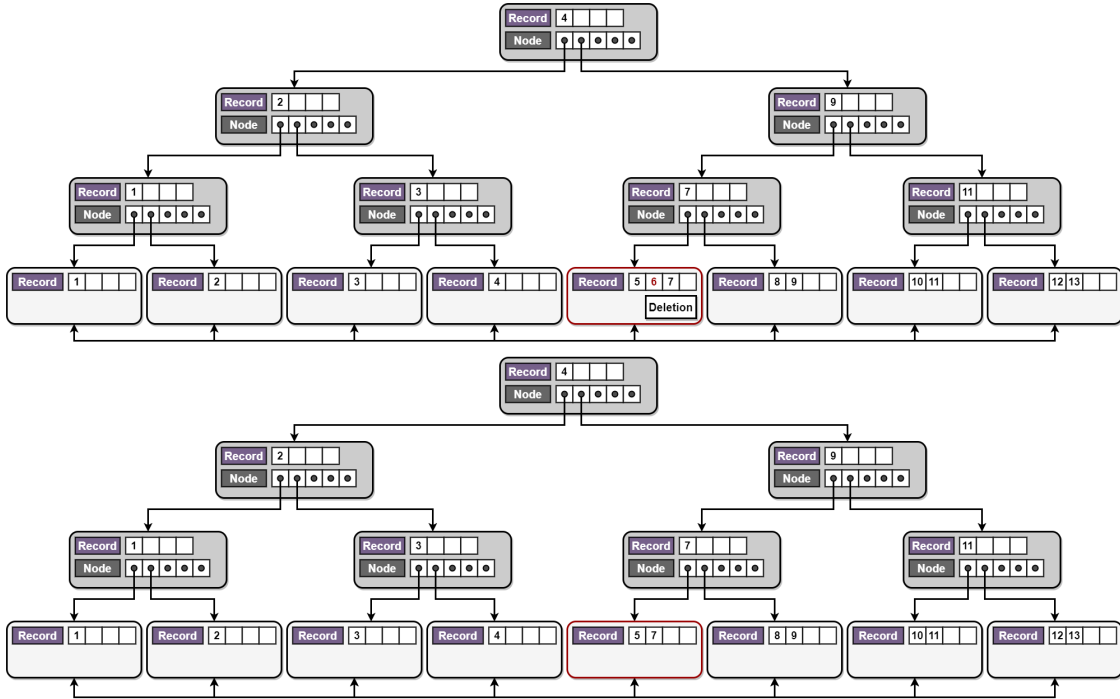 Record 4
Node
Record 2
Record 9
Node
Node
Record 1
Record 3
Record 7
Record 11
Node
Node
Node
Node
Record 1
Record 2
Record 3
Record 4
Record 5 6 7
Record 8 9
Record 10 11
Record 12 13
Deletion
Record 4
Node
Record 2
Record 9
Node
Node
Record 1
Record 3
Record 7
Record 11
Node
Node
Node
Node
Record 1
Record 2
Record 3
Record 4
Record 5 7
Record 8 9
Record 10 11
Record 12 13